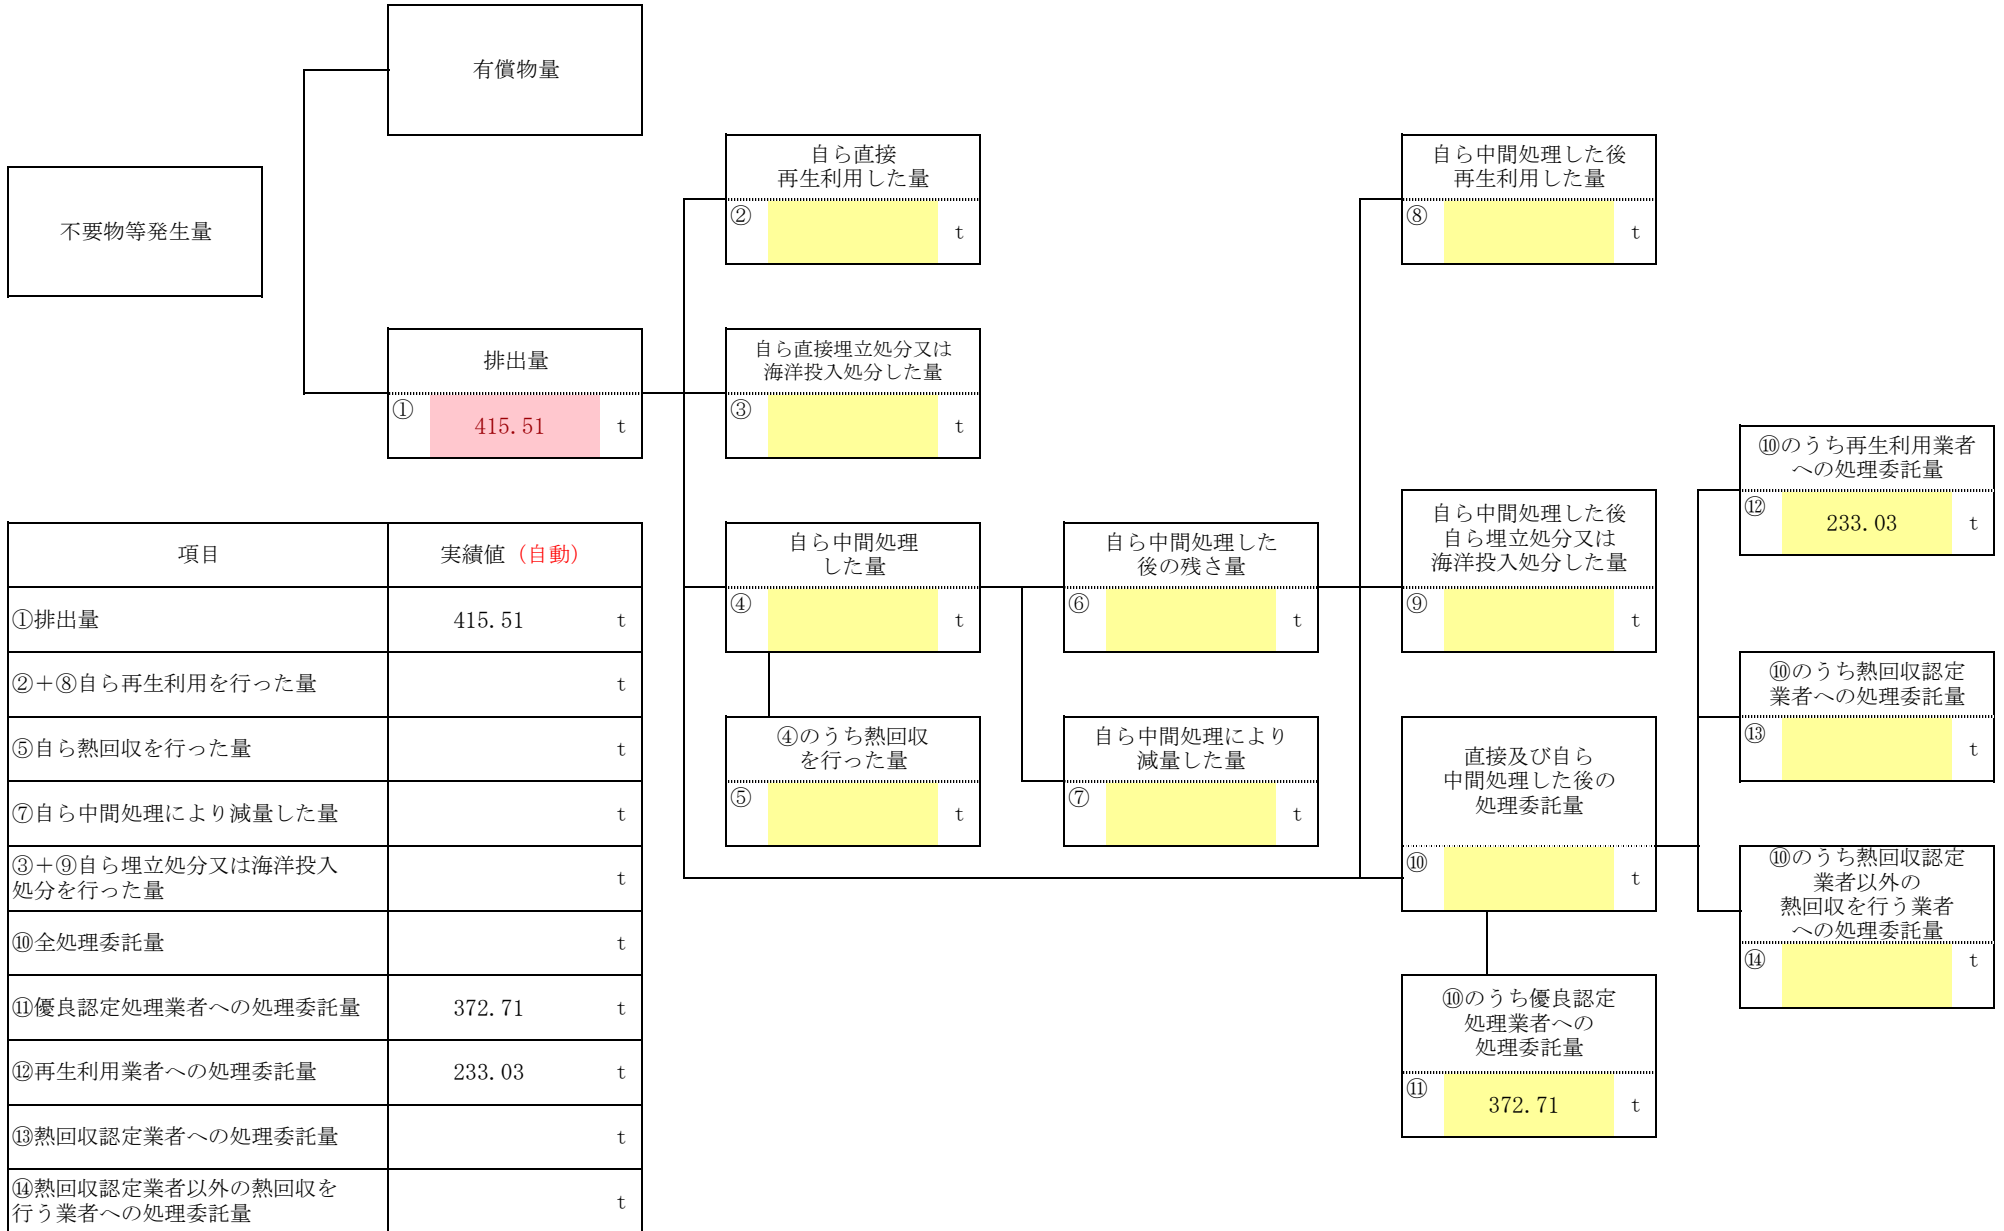 有償物量
不要物等発生量
排出量
① 415.51 t
自ら直接
再生利用した量
② t
自ら直接埋立処分又は
海洋投入処分した量
③ t
自ら中間処理
した量
④ t
④のうち熱回収
を行った量
⑤ t
自ら中間処理した
後の残さ量
⑥ t
自ら中間処理により
減量した量
⑦ t
自ら中間処理した後
再生利用した量
⑧ t
自ら中間処理した後
自ら埋立処分又は
海洋投入処分した量
⑨ t
直接及び自ら
中間処理した後の
処理委託量
⑩ t
⑩のうち優良認定
処理業者への
処理委託量
⑪ 372.71 t
⑩のうち再生利用業者
への処理委託量
⑫ 233.03 t
⑩のうち熱回収認定
業者への処理委託量
⑬ t
⑩のうち熱回収認定
業者以外の
熱回収を行う業者
への処理委託量
⑭ t
項目 実績値（自動）
①排出量 415.51 t
②＋⑧自ら再生利用を行った量 t
⑤自ら熱回収を行った量 t
⑦自ら中間処理により減量した量 t
③＋⑨自ら埋立処分又は海洋投入
処分を行った量 t
⑩全処理委託量 t
⑪優良認定処理業者への処理委託量 372.71 t
⑫再生利用業者への処理委託量 233.03 t
⑬熱回収認定業者への処理委託量 t
⑭熱回収認定業者以外の熱回収を
行う業者への処理委託量 t